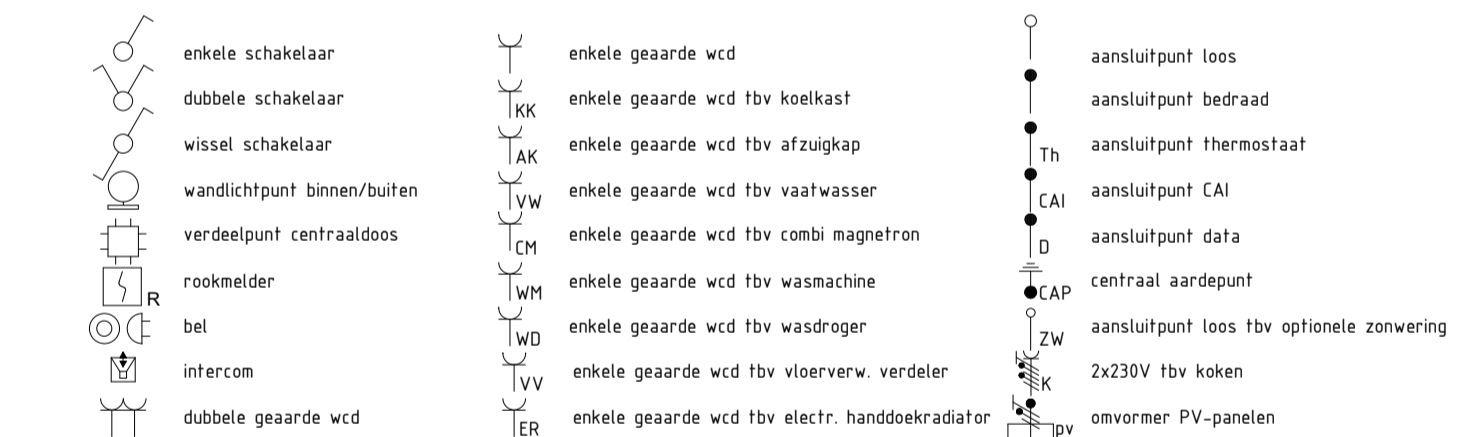 enkele schakelaar
dubbele schakelaar
wissel schakelaar
wandlichtpunt binnen/buiten
verdeelpunt centraaldoos
R rookmelder
bel
intercom
dubbele geaarde wcd
enkele geaarde wcd
KK enkele geaarde wcd tbv koelkast
AK enkele geaarde wcd tbv afzuigkap
VW enkele geaarde wcd tbv vaatwasser
CM enkele geaarde wcd tbv combi magnetron
WM enkele geaarde wcd tbv wasmachine
WD enkele geaarde wcd tbv wasdroger
VV enkele geaarde wcd tbv vloerverw. verdeler
ER enkele geaarde wcd tbv electr. handdoekradiator
aansluitpunt loos
aansluitpunt bedraad
Th aansluitpunt thermostaat
CAI aansluitpunt CAI
D aansluitpunt data
CAP centraal aardepunt
ZW aansluitpunt loos tbv optionele zonwering
K 2x230V tbv koken
pv omvormer PV-panelen